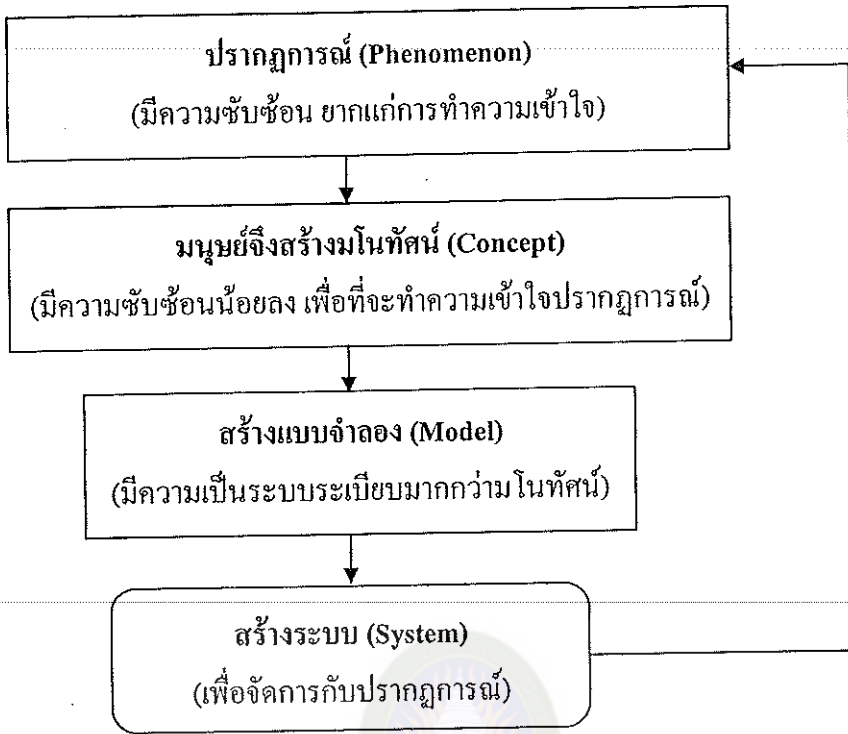 ปรากฏการณ์ (Phenomenon)
(มีความซับซ้อน ยากแก่การทำความเข้าใจ)
มนุษย์จึงสร้างมโนทัศน์ (Concept)
(มีความซับซ้อนน้อยลง เพื่อที่จะทำความเข้าใจปรากฏการณ์)
สร้างแบบจำลอง (Model)
(มีความเป็นระบบระเบียบมากกว่ามโนทัศน์)
สร้างระบบ (System)
(เพื่อจัดการกับปรากฏการณ์)